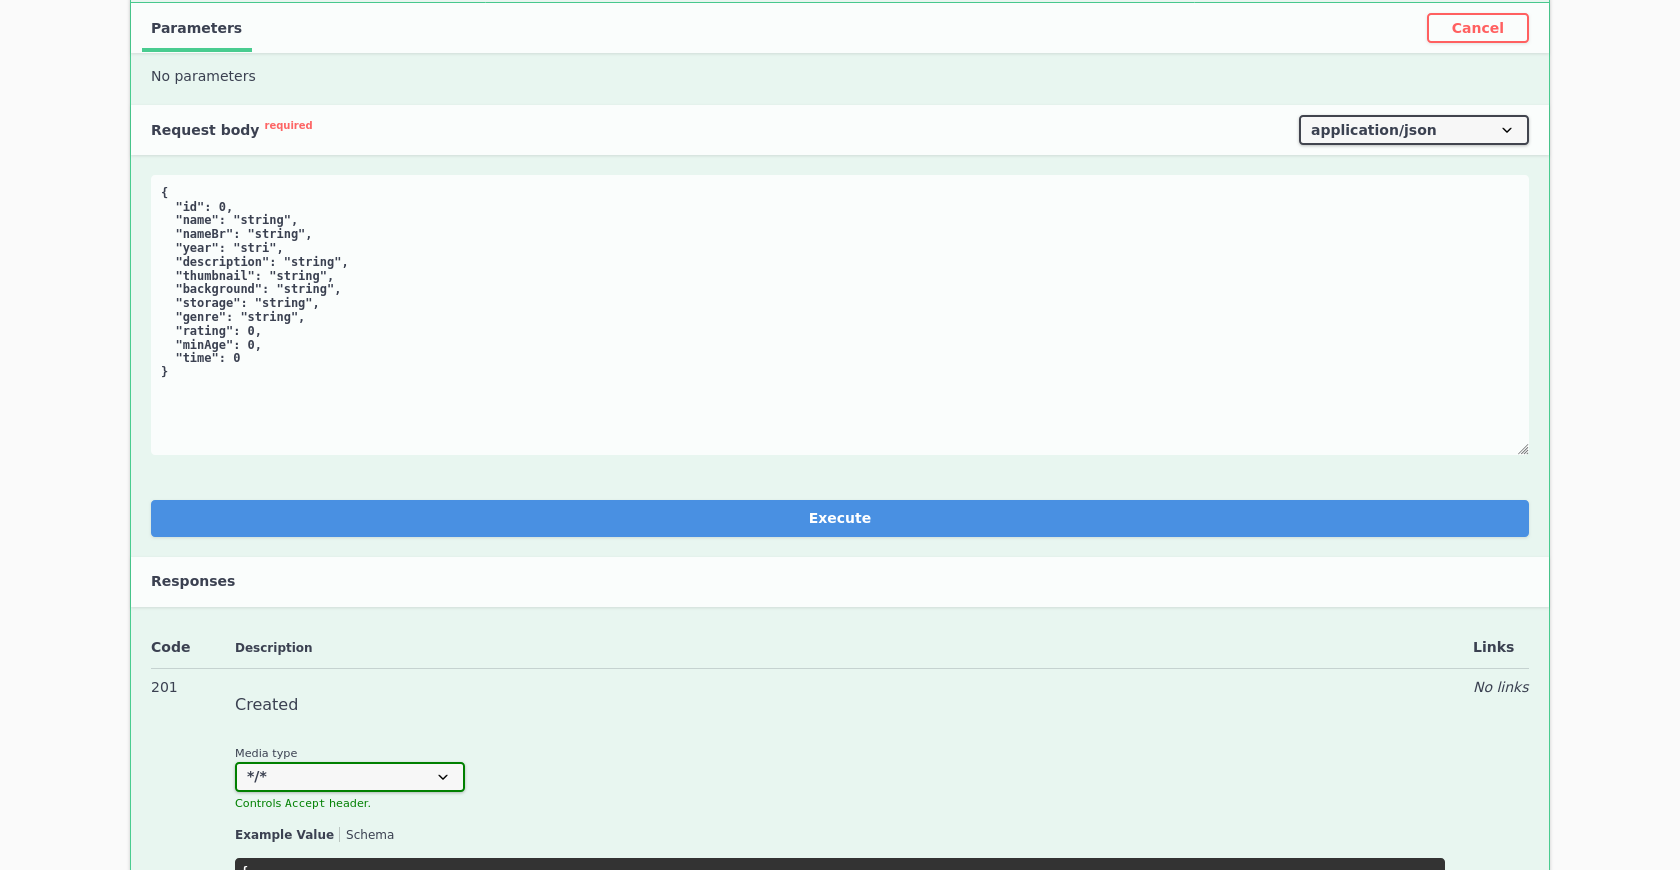 Parameters
Cancel
No parameters
Request body required
application/json
{
  "id": 0,
  "name": "string",
  "nameBr": "string",
  "year": "stri",
  "description": "string",
  "thumbnail": "string",
  "background": "string",
  "storage": "string",
  "genre": "string",
  "rating": 0,
  "minAge": 0,
  "time": 0
}
Execute
Responses
Code Description Links
201 Created No links
Media type
*/*
Controls Accept header.
Example Value Schema
{